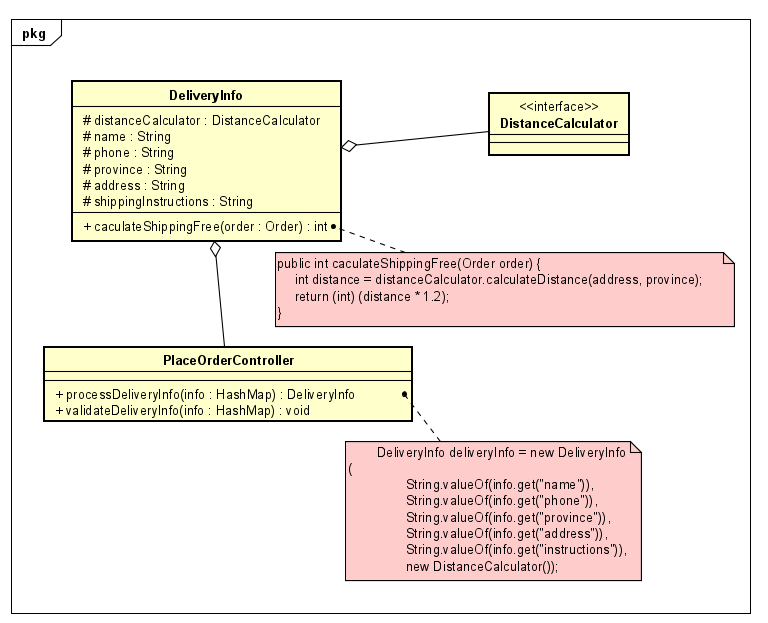 pkg
DeliveryInfo
# distanceCalculator : DistanceCalculator
# name : String
# phone : String
# province : String
# address : String
# shippingInstructions : String
+ caculateShippingFree(order : Order) : int
<<interface>>
DistanceCalculator
public int caculateShippingFree(Order order) {
int distance = distanceCalculator.calculateDistance(address, province);
return (int) (distance * 1.2);
}
PlaceOrderController
+ processDeliveryInfo(info : HashMap) : DeliveryInfo
+ validateDeliveryInfo(info : HashMap) : void
DeliveryInfo deliveryInfo = new DeliveryInfo
(
String.valueOf(info.get("name")),
String.valueOf(info.get("phone")),
String.valueOf(info.get("province")),
String.valueOf(info.get("address")),
String.valueOf(info.get("instructions")),
new DistanceCalculator());